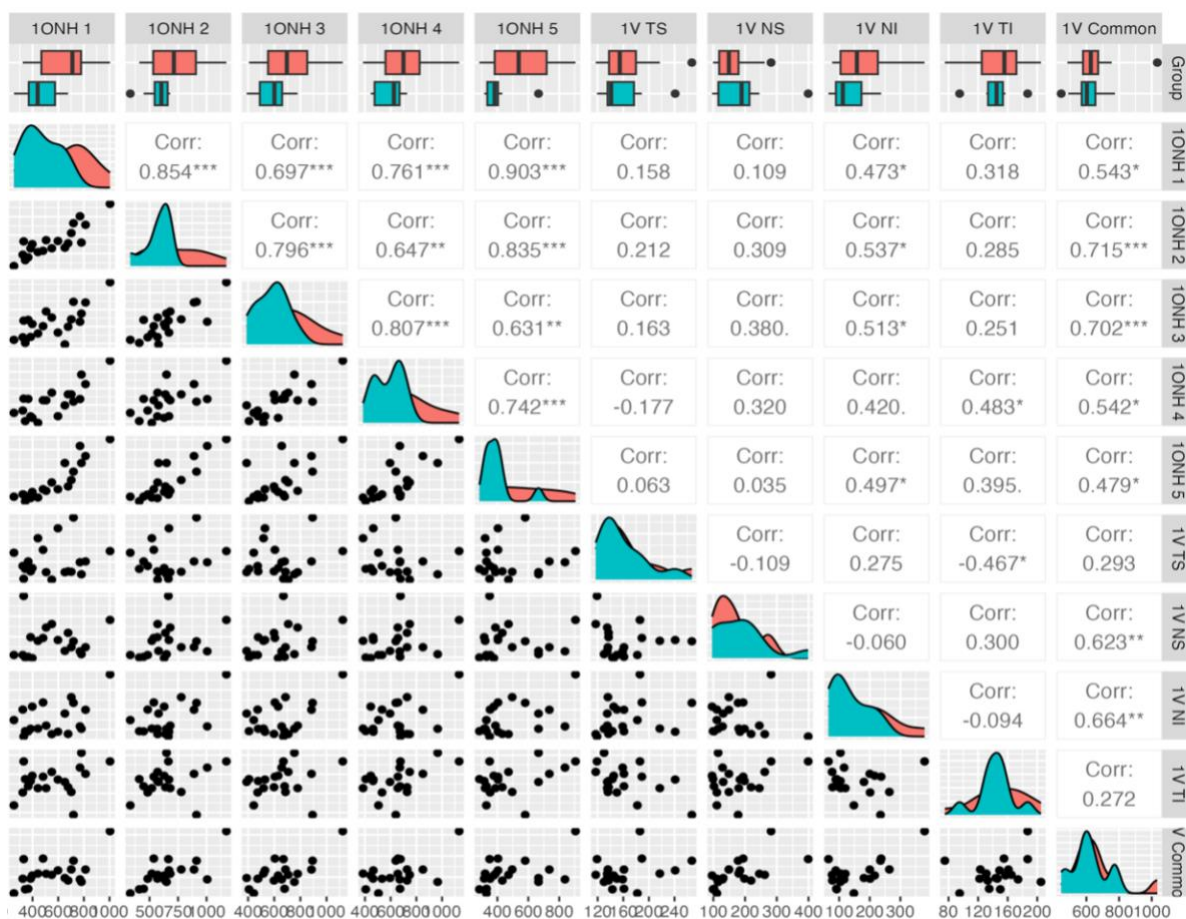 1ONH 1 1ONH 2 1ONH 3 1ONH 4 1ONH 5 1V TS 1V NS 1V NI 1V TI 1V Common
Group
Corr: Corr: Corr: Corr: Corr: Corr: Corr: Corr: Corr:
0.854*** 0.697*** 0.761*** 0.903*** 0.158 0.109 0.473* 0.318 0.543*
1ONH 1
Corr: Corr: Corr: Corr: Corr: Corr: Corr: Corr:
0.796*** 0.647** 0.835*** 0.212 0.309 0.537* 0.285 0.715***
1ONH 2
Corr: Corr: Corr: Corr: Corr: Corr: Corr:
0.807*** 0.631** 0.163 0.380. 0.513* 0.251 0.702***
1ONH 3
Corr: Corr: Corr: Corr: Corr: Corr:
0.742*** -0.177 0.320 0.420. 0.483* 0.542*
1ONH 4
Corr: Corr: Corr: Corr: Corr:
0.063 0.035 0.497* 0.395. 0.479*
1ONH 5
Corr: Corr: Corr: Corr:
-0.109 0.275 -0.467* 0.293
1V TS
Corr: Corr: Corr:
-0.060 0.300 0.623**
1V NS
Corr: Corr:
-0.094 0.664**
1V NI
Corr:
0.272
1V TI
V Commo
400 600 800 1000 500 750 1000 400 600 800 1000 400 600 800 1000 400 600 800 120 160 200 240 100 200 300 400 100 200 300 80 120 160 200 600 800 1000